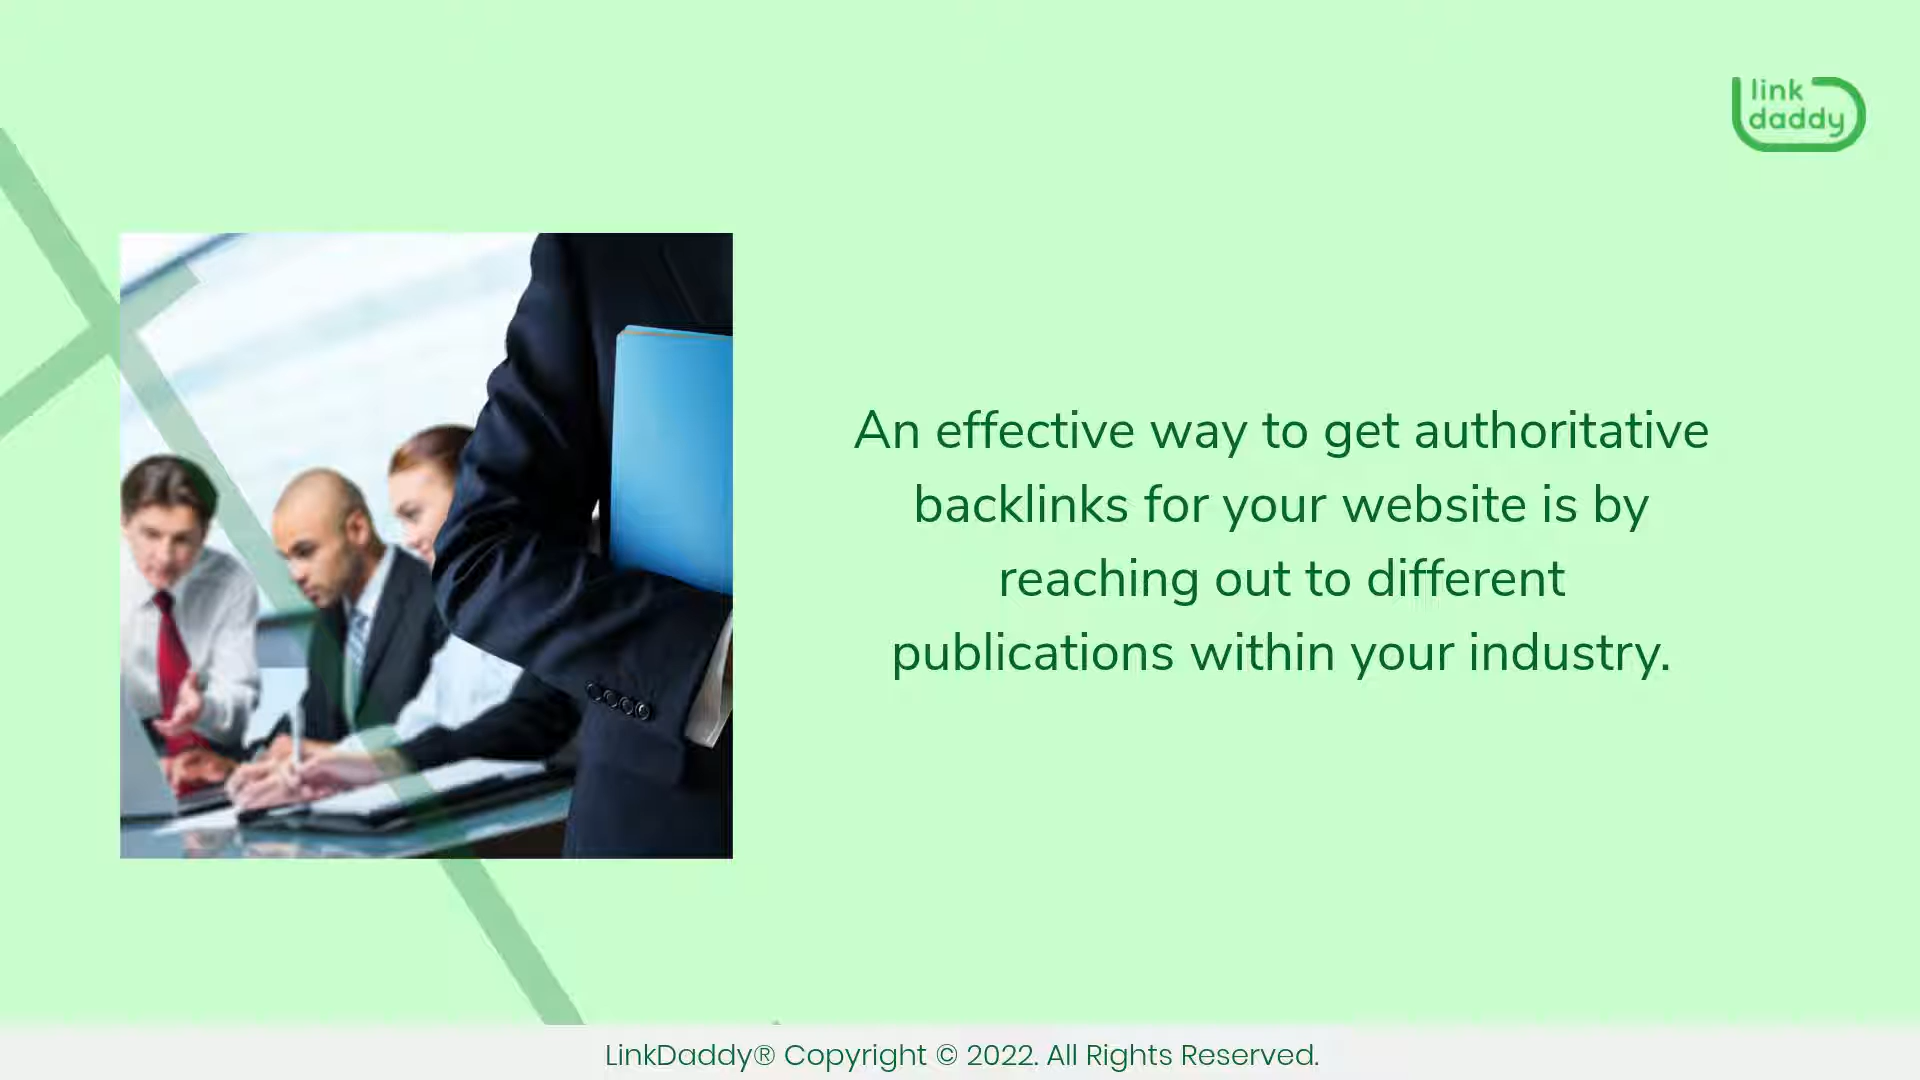 link
daddy
An effective way to get authoritative
backlinks for your website is by
reaching out to different
publications within your industry.
LinkDaddy® Copyright © 2022. All Rights Reserved.